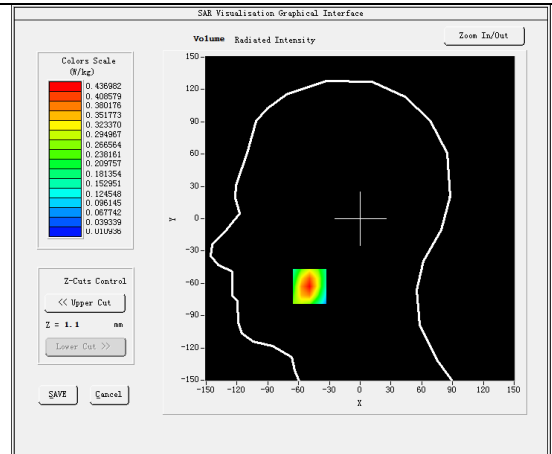 SAR Visualisation Graphical Interface
Volume Radiated Intensity
Zoom In/Out
Colors Scale
(W/kg)
0.436982
0.408579
0.380176
0.351773
0.323370
0.294967
0.266564
0.238161
0.209757
0.181354
0.152951
0.124548
0.096145
0.067742
0.039339
0.010936
Z-Cuts Control
<< Upper Cut
Z = 1.1 mm
Lower Cut >>
SAVE Cancel
150
120
90
60
30
0
-30
-60
-90
-120
-150
Y
-150 -120 -90 -60 -30 0 30 60 90 120 150
X